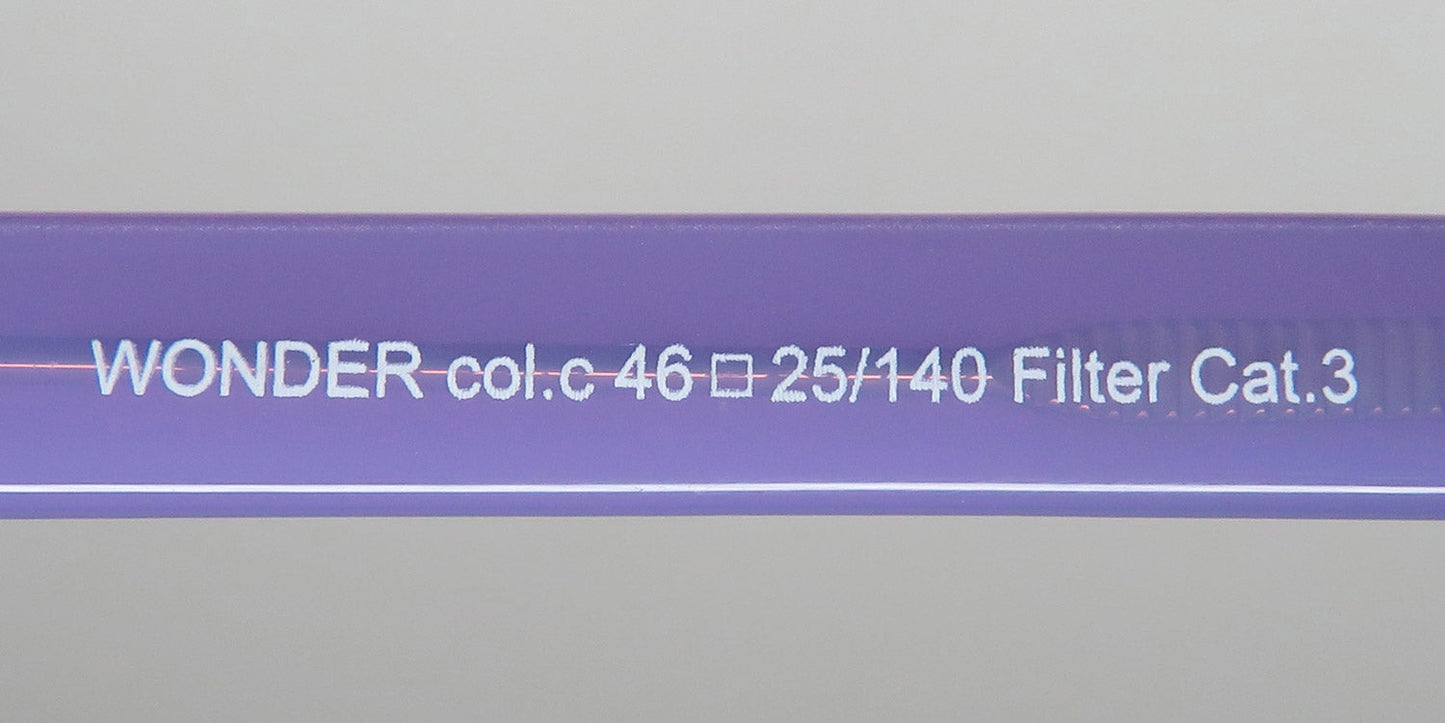 WONDER col.c 46□25/140 Filter Cat.3